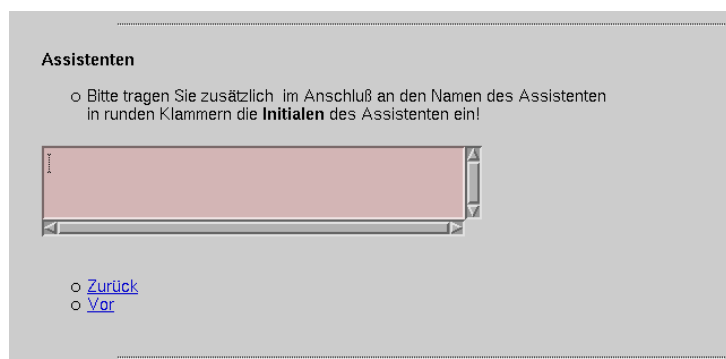 Assistenten
Bitte tragen Sie zusätzlich im Anschluß an den Namen des Assistenten
in runden Klammern die Initialen des Assistenten ein!
Zurück
Vor